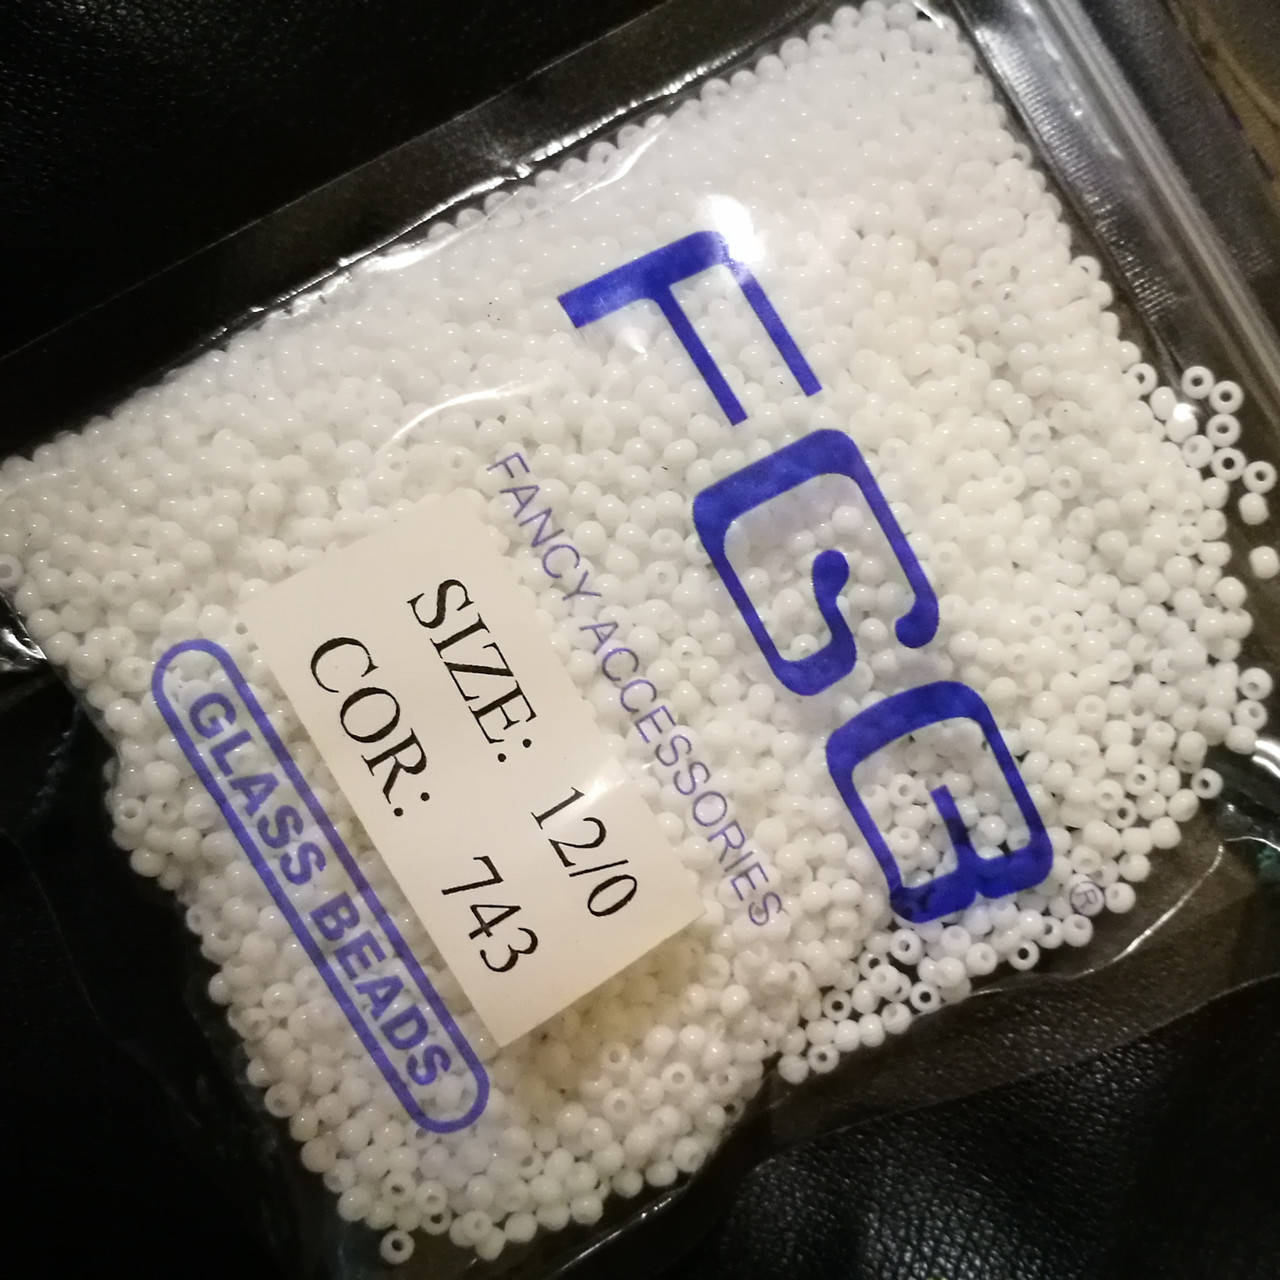 FGB®
FANCY ACCESSORIES
SIZE: 12/0
COR: 743
GLASS BEADS